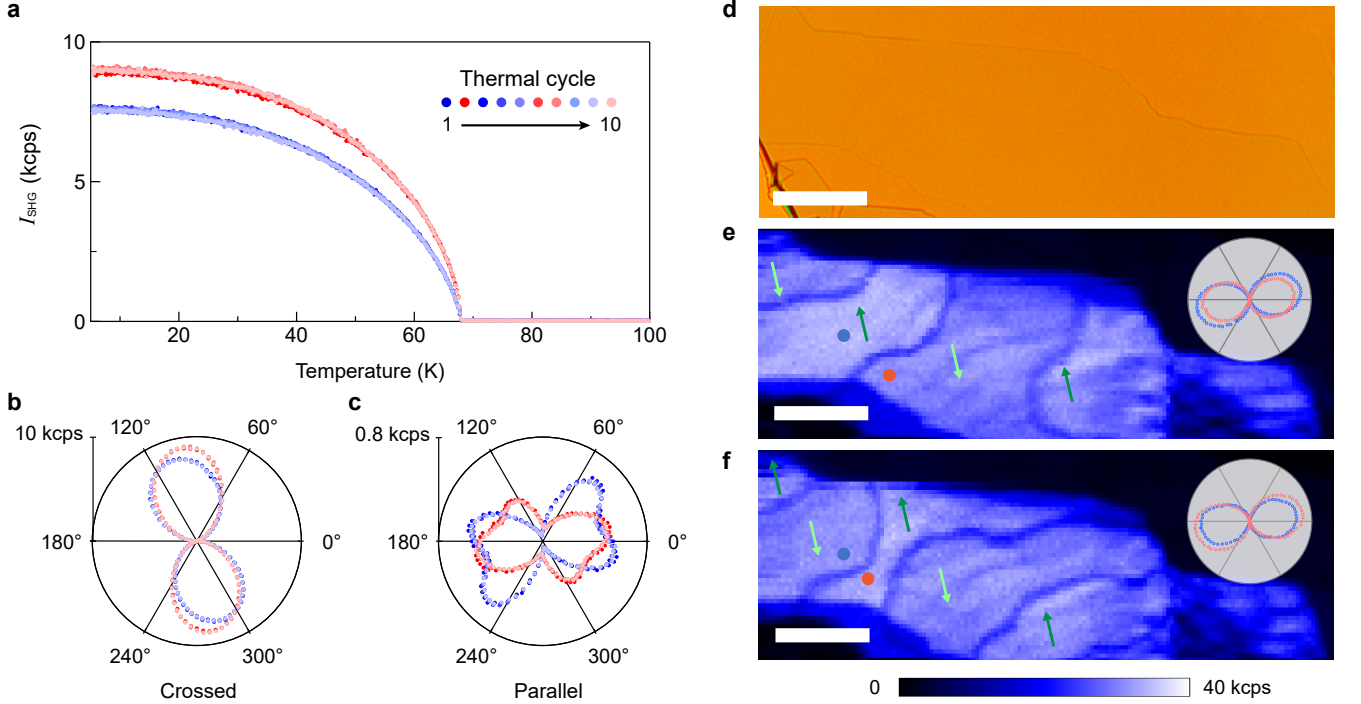 a
10
5
0
I SHG (kcps)
Thermal cycle
1
10
20
40
60
80
100
Temperature (K)
b
10 kcps
120°
60°
180°
0°
240°
300°
Crossed
c
0.8 kcps
120°
60°
180°
0°
240°
300°
Parallel
d
e
f
0
40 kcps